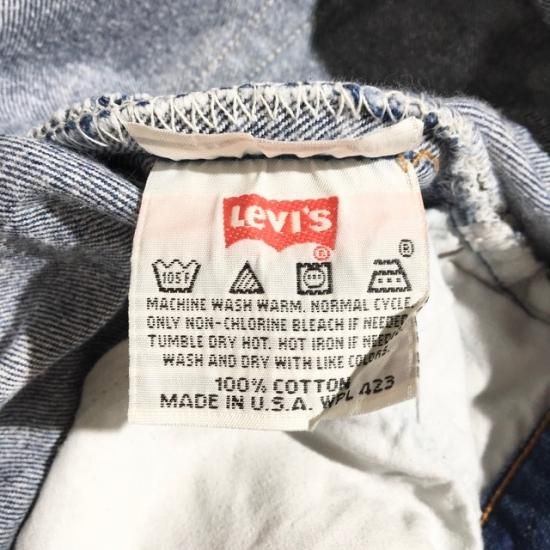 LEVI'S
®
®
105F
MACHINE WASH WARM. NORMAL CYCLE
ONLY NON-CHLORINE BLEACH IF NEEDED
TUMBLE DRY HOT. HOT IRON IF NEEDED
WASH AND DRY WITH LIKE COLORS.
100% COTTON
MADE IN U.S.A. WPL 423